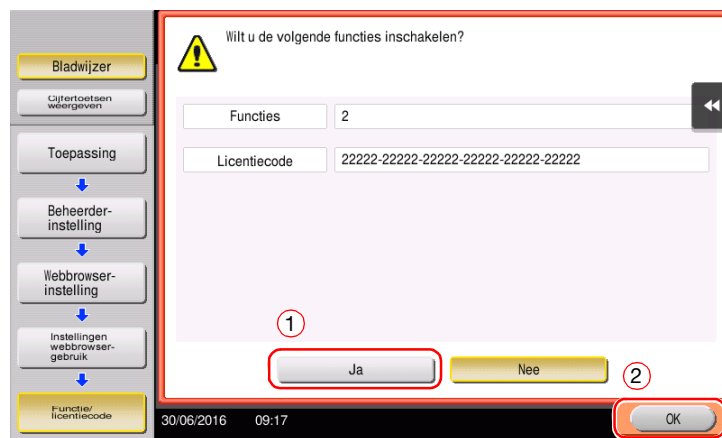 Wilt u de volgende functies inschakelen?
Bladwijzer
Cijfertoetsen
weergeven
Functies
2
Licentiecode
22222-22222-22222-22222-22222-22222
Toepassing
Beheerder-
instelling
Webbrowser-
instelling
Instellingen
webbrowser-
gebruik
Functie/
licentiecode
1
Ja
Nee
2
30/06/2016 09:17
OK